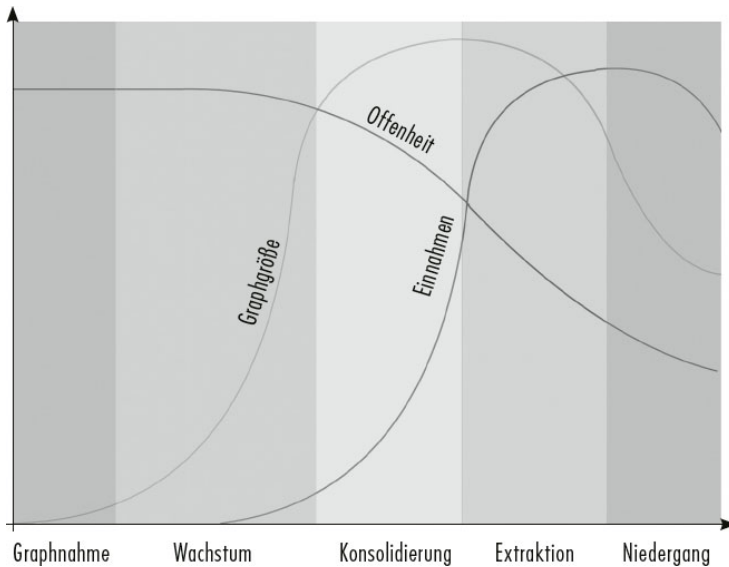 Offenheit
Graphgröße
Einnahmen
Graphnahme Wachstum Konsolidierung Extraktion Niedergang